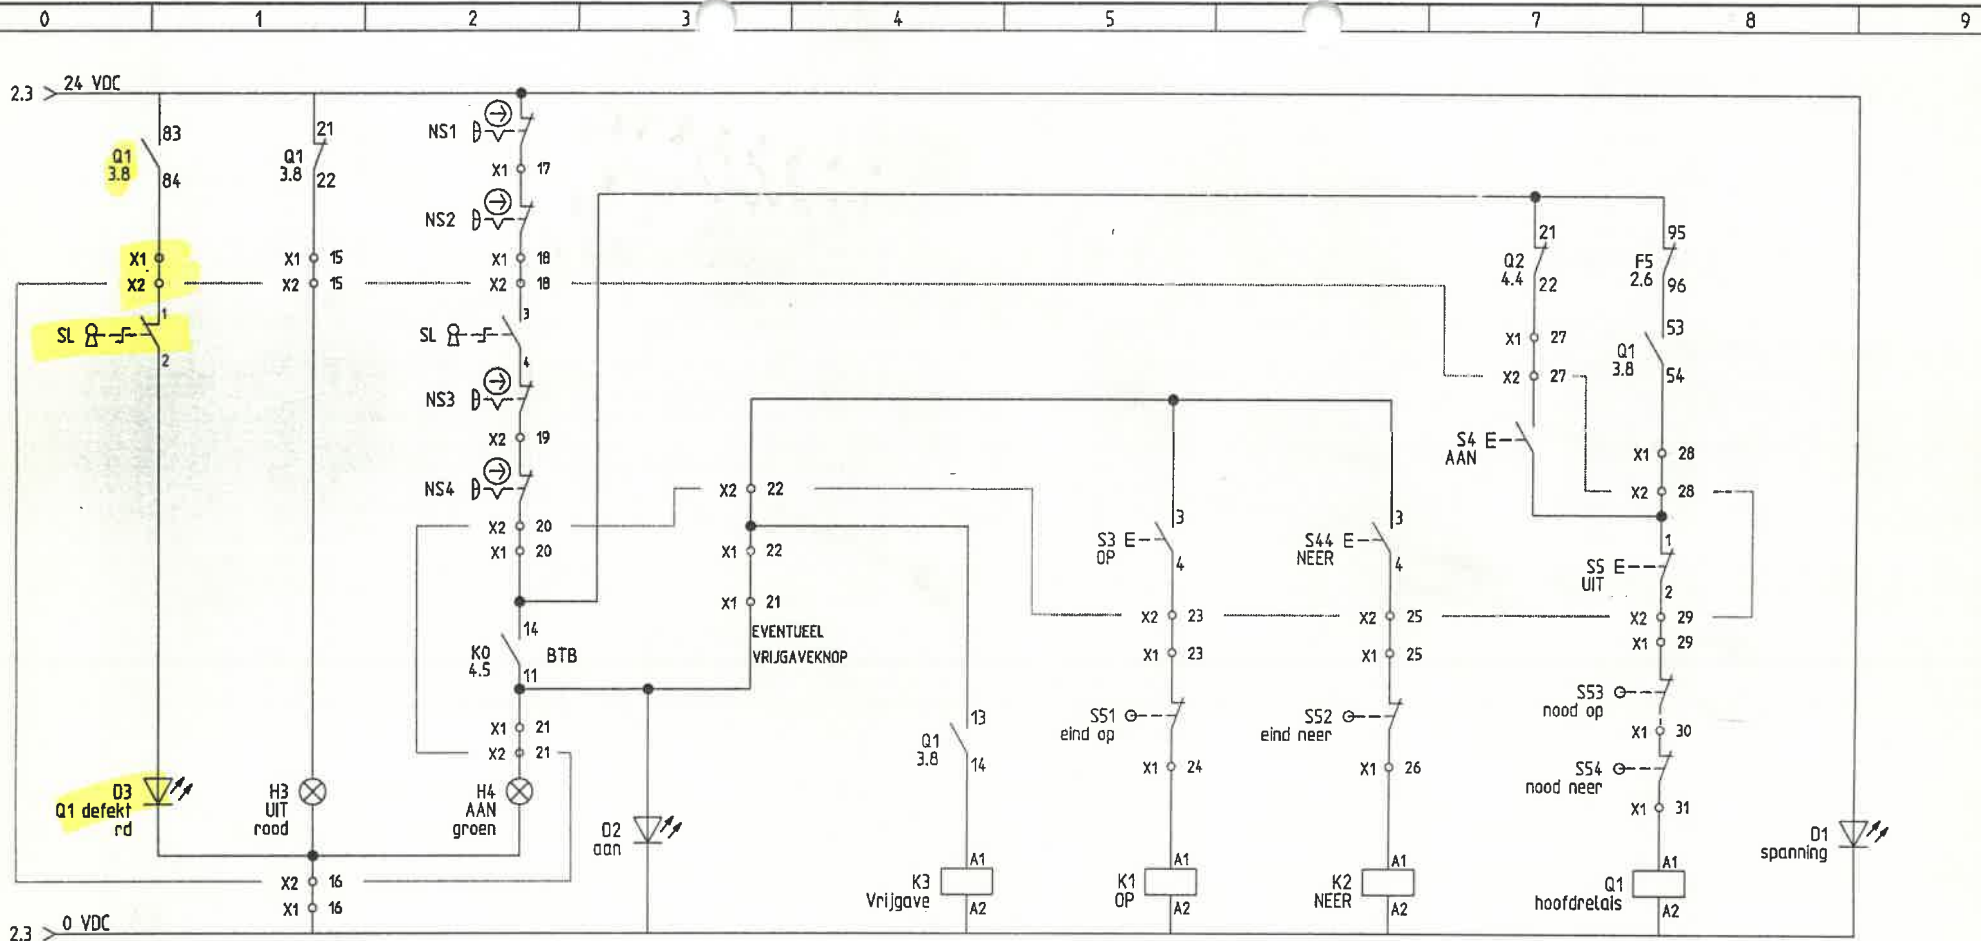 0 1 2 3 4 5 7 8 9
2.3 24 VDC
83
Q1
3.8
84
21
Q1
3.8
22
NS1
X1 17
NS2
X1 X1 15 X1 18
X2 X2 15 X2 18
1
SL
2
3
SL
4
NS3
X2 19
NS4
X2 20
X1 20
14
K0
4.5
BTB
11
X1 21
X2 21
X2 22
X1 22
X1 21
EVENTUEEL
VRIJGAVEKNOP
21
Q2
4.4
22
X1 27
X2 27
S4
AAN
95
F5
2.6
96
53
Q1
3.8
54
X1 28
X2 28
1
S5
UIT
2
X2 29
X1 29
S53
nood op
X1 30
S54
nood neer
X1 31
3
S3
OP
4
X2 23
X1 23
S51
eind op
X1 24
3
S44
NEER
4
X2 25
X1 25
S52
eind neer
X1 26
13
Q1
3.8
14
D3
Q1 defekt
rd
H3
UIT
rood
H4
AAN
groen
D2
aan
D1
spanning
A1
K3
Vrijgave
A2
A1
K1
OP
A2
A1
K2
NEER
A2
A1
Q1
hoofdrelais
A2
X2 16
X1 16
2.3 0 VDC